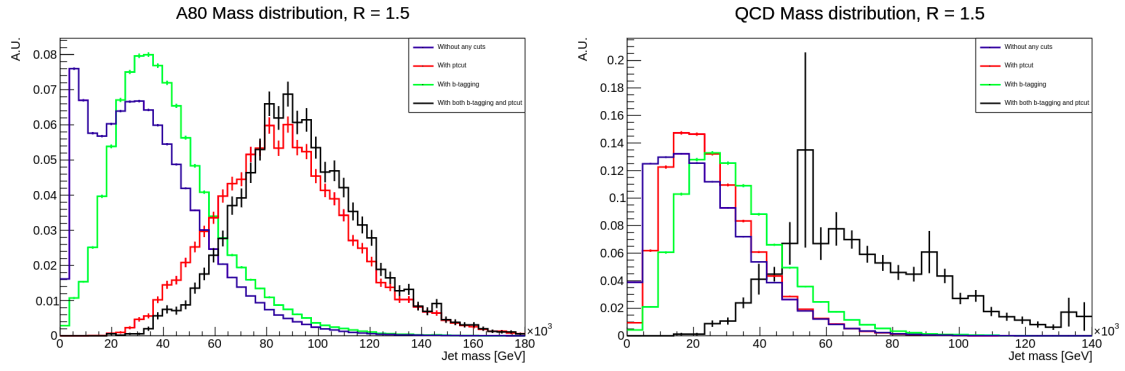 A80 Mass distribution, R = 1.5
A.U.
0.08
0.07
0.06
0.05
0.04
0.03
0.02
0.01
0
0 20 40 60 80 100 120 140 160 180
×10³
Jet mass [GeV]
Without any cuts
With ptcut
With b-tagging
With both b-tagging and ptcut
QCD Mass distribution, R = 1.5
A.U.
0.2
0.18
0.16
0.14
0.12
0.1
0.08
0.06
0.04
0.02
0
0 20 40 60 80 100 120 140
×10³
Jet mass [GeV]
Without any cuts
With ptcut
With b-tagging
With both b-tagging and ptcut